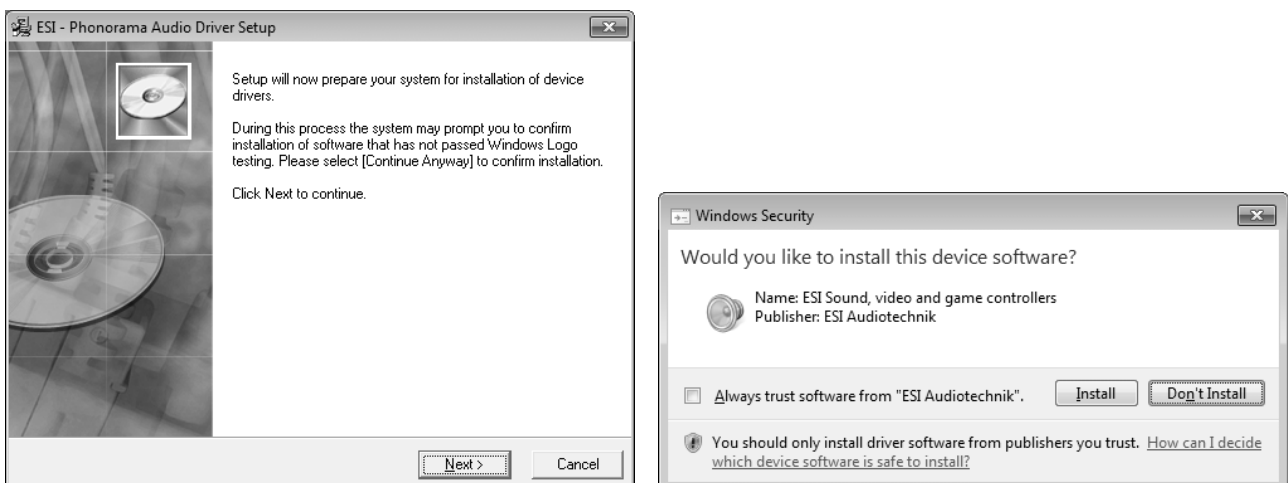 ESI - Phonorama Audio Driver Setup
Setup will now prepare your system for installation of device
drivers.
During this process the system may prompt you to confirm
installation of software that has not passed Windows Logo
testing. Please select [Continue Anyway] to confirm installation.
Click Next to continue.
Next >
Cancel
Windows Security
Would you like to install this device software?
Name: ESI Sound, video and game controllers
Publisher: ESI Audiotechnik
Always trust software from "ESI Audiotechnik".
Install
Don't Install
You should only install driver software from publishers you trust. How can I decide
which device software is safe to install?